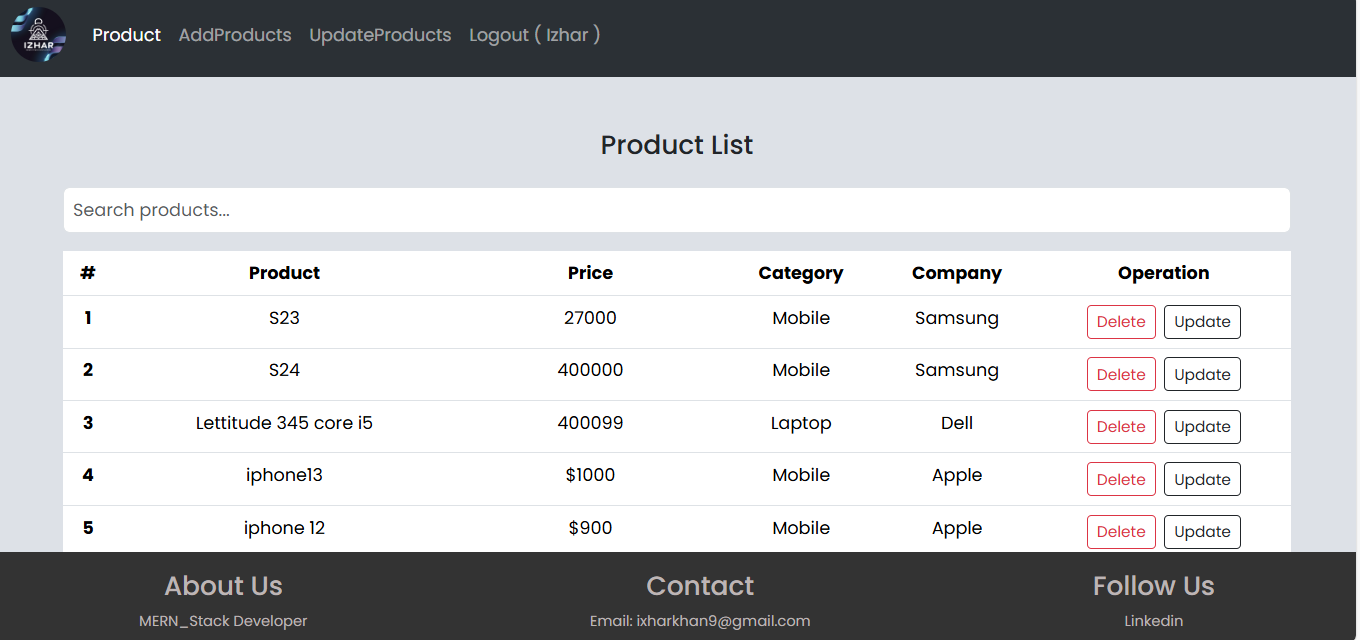 IZHAR
Product AddProducts UpdateProducts Logout ( Izhar )
Product List
Search products...
# Product Price Category Company Operation
1 S23 27000 Mobile Samsung Delete Update
2 S24 400000 Mobile Samsung Delete Update
3 Lettitude 345 core i5 400099 Laptop Dell Delete Update
4 iphone13 $1000 Mobile Apple Delete Update
5 iphone 12 $900 Mobile Apple Delete Update
About Us Contact Follow Us
MERN_Stack Developer Email: ixharkhan9@gmail.com Linkedin